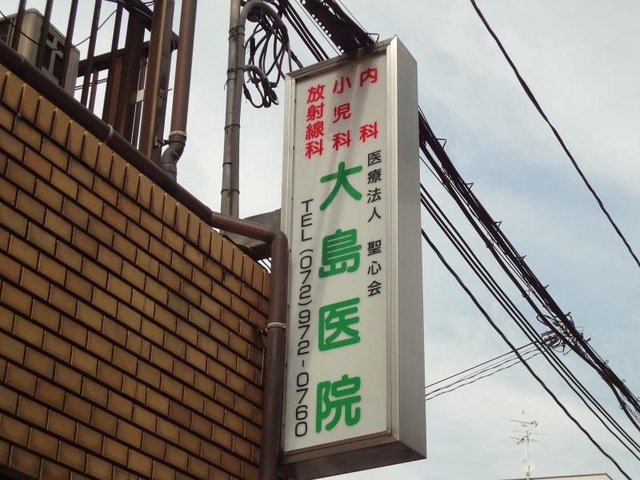 内科
小児科
放射線科
医療法人 聖心会
大島医院
TEL(072)972-0760